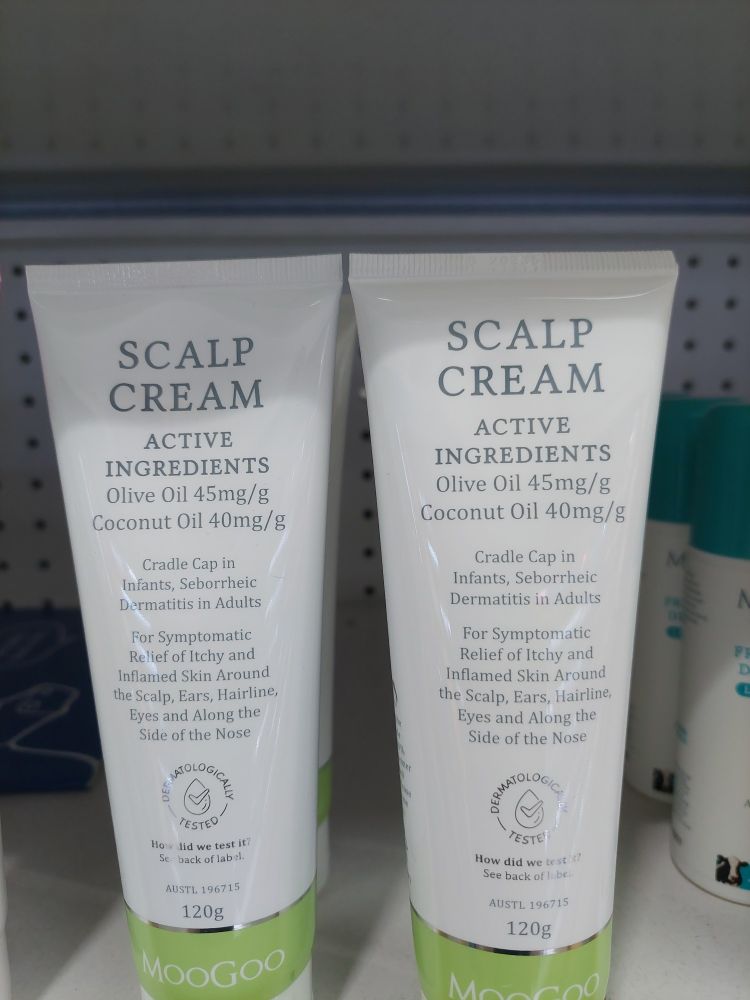 SCALP
CREAM
ACTIVE
INGREDIENTS
Olive Oil 45mg/g
Coconut Oil 40mg/g
Cradle Cap in
Infants, Seborrheic
Dermatitis in Adults
For Symptomatic
Relief of Itchy and
Inflamed Skin Around
the Scalp, Ears, Hairline,
Eyes and Along the
Side of the Nose
DERMATOLOGICALLY
TESTED
How did we test it?
See back of label.
AUSTL 196715
120g
MooGoo
SCALP
CREAM
ACTIVE
INGREDIENTS
Olive Oil 45mg/g
Coconut Oil 40mg/g
Cradle Cap in
Infants, Seborrheic
Dermatitis in Adults
For Symptomatic
Relief of Itchy and
Inflamed Skin Around
the Scalp, Ears, Hairline,
Eyes and Along the
Side of the Nose
DERMATOLOGICALLY
TESTED
How did we test it?
See back of label.
AUSTL 196715
120g
MooGoo